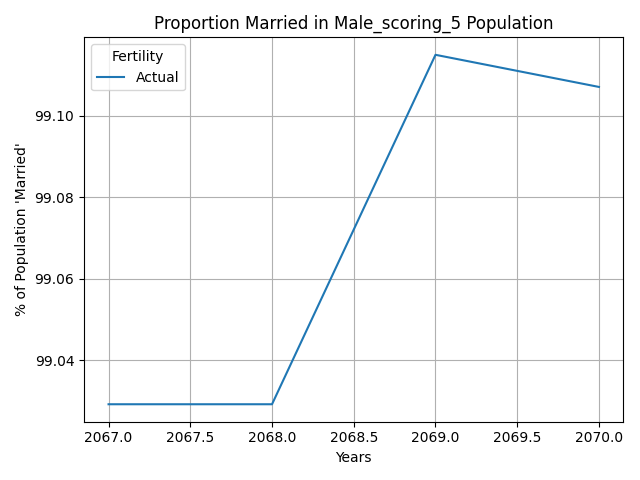 Proportion Married in Male_scoring_5 Population
Fertility
Actual
99.10
99.08
99.06
99.04
% of Population 'Married'
2067.0 2067.5 2068.0 2068.5 2069.0 2069.5 2070.0
Years